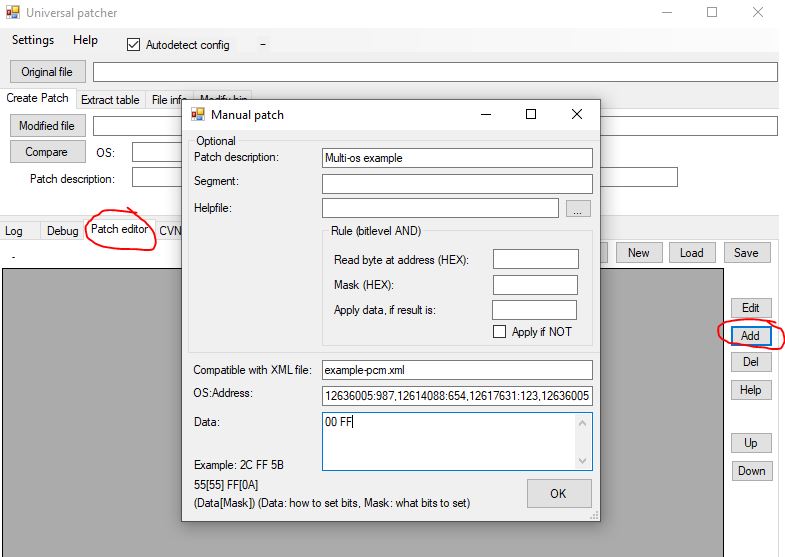 Universal patcher
Settings Help Autodetect config -
Original file
Create Patch Extract table File info Modify bin
Modified file
Compare OS:
Patch description:
Log Debug Patch editor CVN
-
New Load Save
Edit
Add
Del
Help
Up
Down
Manual patch
Optional
Patch description: Multi-os example
Segment:
Helpfile: ...
Rule (bitlevel AND)
Read byte at address (HEX):
Mask (HEX):
Apply data, if result is:
Apply if NOT
Compatible with XML file: example-pcm.xml
OS:Address: 12636005:987,12614088:654,12617631:123,12636005
Data: 00 FF
Example: 2C FF 5B
55[55] FF[0A]
(Data[Mask]) (Data: how to set bits, Mask: what bits to set)
OK